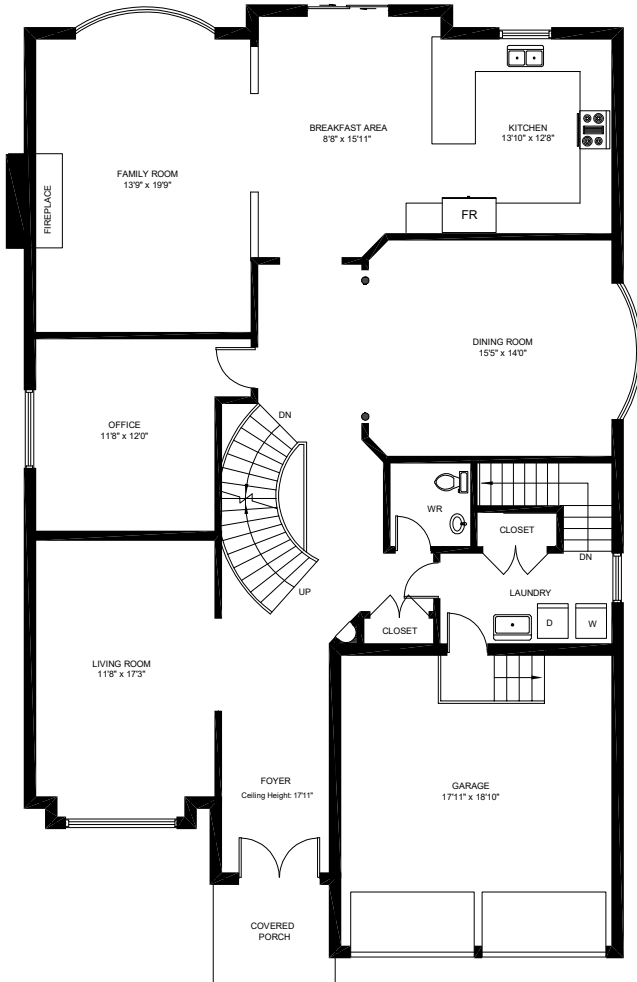 BREAKFAST AREA
8'8" x 15'11"
KITCHEN
13'10" x 12'8"
FAMILY ROOM
13'9" x 19'9"
FIREPLACE
FR
DINING ROOM
15'5" x 14'0"
OFFICE
11'8" x 12'0"
DN
WR
CLOSET
DN
UP
LAUNDRY
D
W
CLOSET
LIVING ROOM
11'8" x 17'3"
FOYER
Ceiling Height: 17'11"
GARAGE
17'11" x 18'10"
COVERED
PORCH